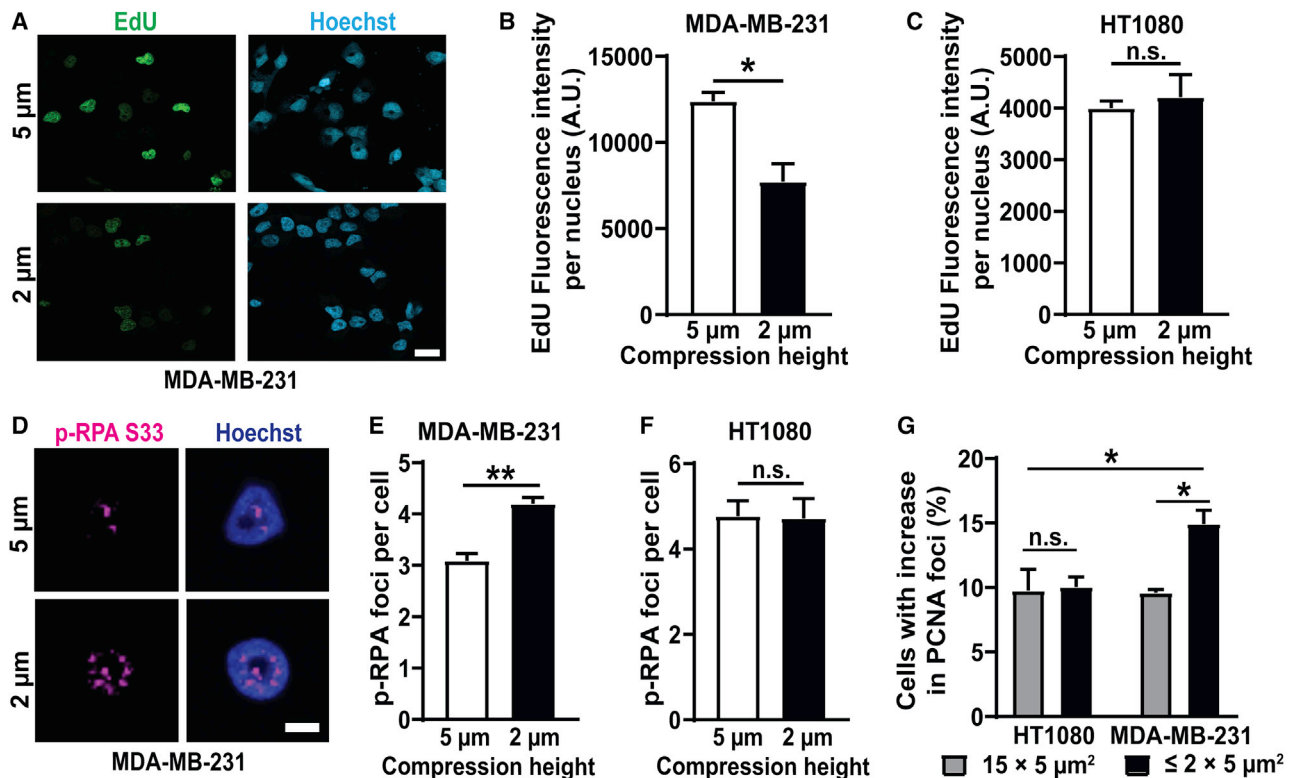 A
EdU
Hoechst
5 µm
2 µm
MDA-MB-231
B
MDA-MB-231
EdU Fluorescence intensity
per nucleus (A.U.)
15000
10000
5000
0
*
5 µm 2 µm
Compression height
C
HT1080
EdU Fluorescence intensity
per nucleus (A.U.)
5000
4000
3000
2000
1000
0
n.s.
5 µm 2 µm
Compression height
D
p-RPA S33
Hoechst
5 µm
2 µm
MDA-MB-231
E
MDA-MB-231
p-RPA foci per cell
5
4
3
2
1
0
**
5 µm 2 µm
Compression height
F
HT1080
p-RPA foci per cell
6
4
2
0
n.s.
5 µm 2 µm
Compression height
G
Cells with increase
in PCNA foci (%)
20
15
10
5
0
*
*
n.s.
HT1080 MDA-MB-231
15 × 5 µm² ≤ 2 × 5 µm²